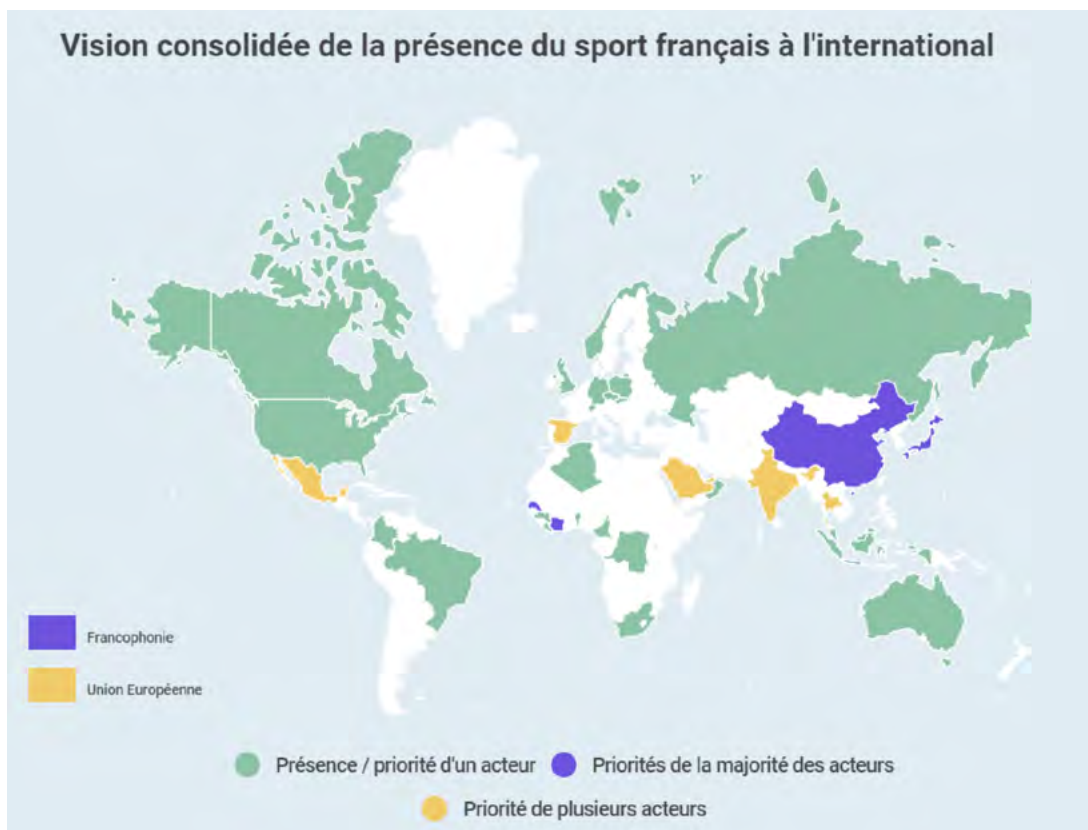 Vision consolidée de la présence du sport français à l'international
Francophonie
Union Européenne
Présence / priorité d'un acteur
Priorités de la majorité des acteurs
Priorité de plusieurs acteurs